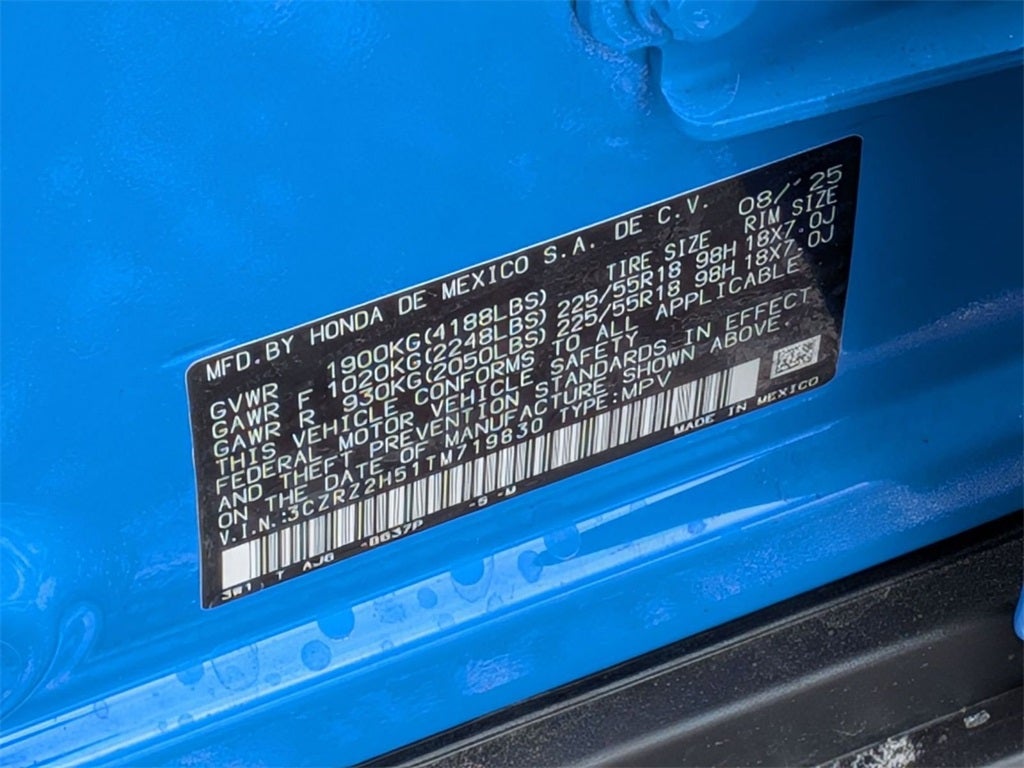 MFD. BY HONDA DE MEXICO S.A. DE C.V. 08/'25
TIRE SIZE RIM SIZE
GVWR 1900KG(4188LBS)
GAWR F 1020KG(2248LBS) 225/55R18 98H 18X7.0J
GAWR R 930KG(2050LBS) 225/55R18 98H 18X7.0J
THIS VEHICLE CONFORMS TO ALL APPLICABLE
FEDERAL MOTOR VEHICLE SAFETY
AND THEFT PREVENTION STANDARDS IN EFFECT
ON THE DATE OF MANUFACTURE SHOWN ABOVE.
V.I.N.:3CZRZ2H51TM719830 TYPE:MPV
MADE IN MEXICO
3W1, T AJG -D637P -S -M